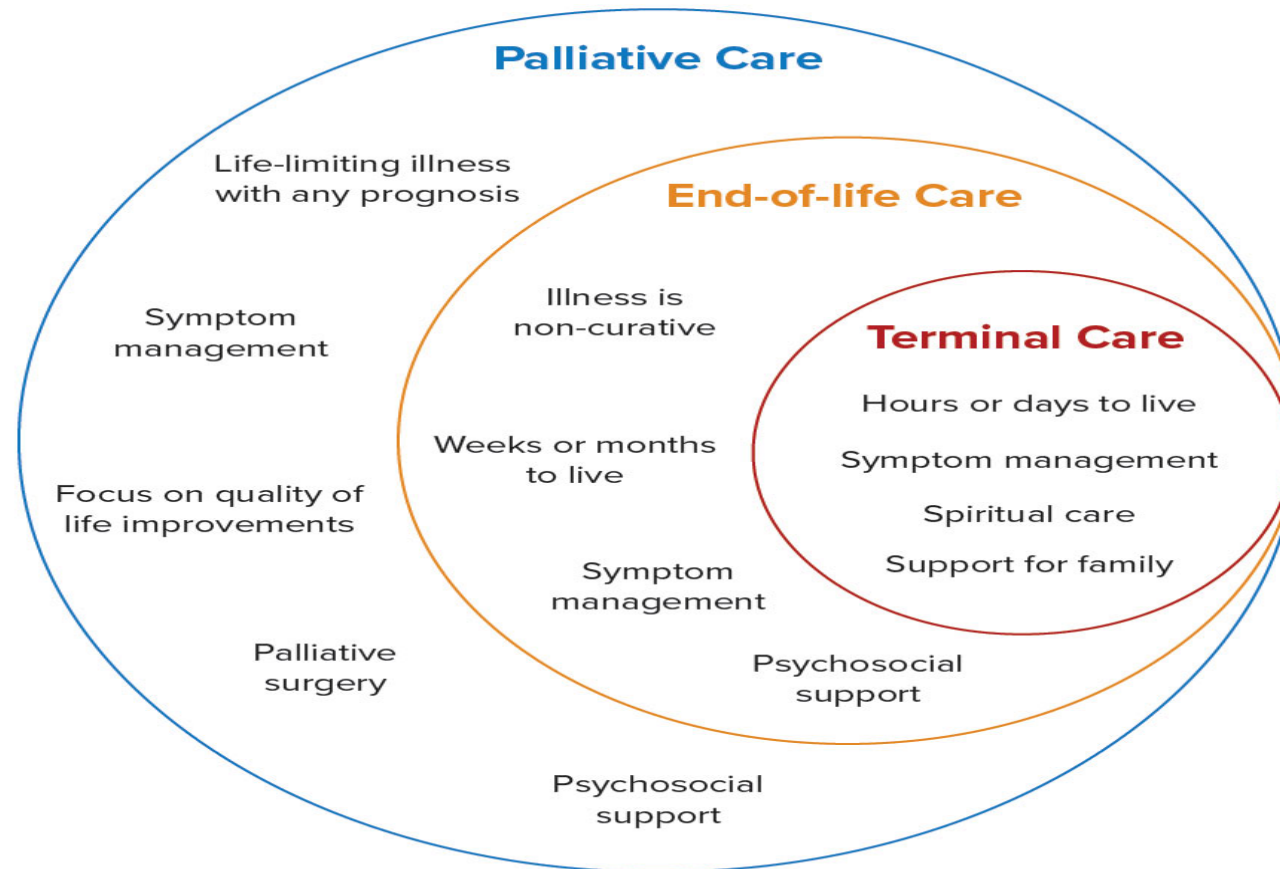 Palliative Care
Life-limiting illness
with any prognosis
Symptom
management
Focus on quality of
life improvements
Palliative
surgery
Psychosocial
support
End-of-life Care
Illness is
non-curative
Weeks or months
to live
Symptom
management
Psychosocial
support
Terminal Care
Hours or days to live
Symptom management
Spiritual care
Support for family